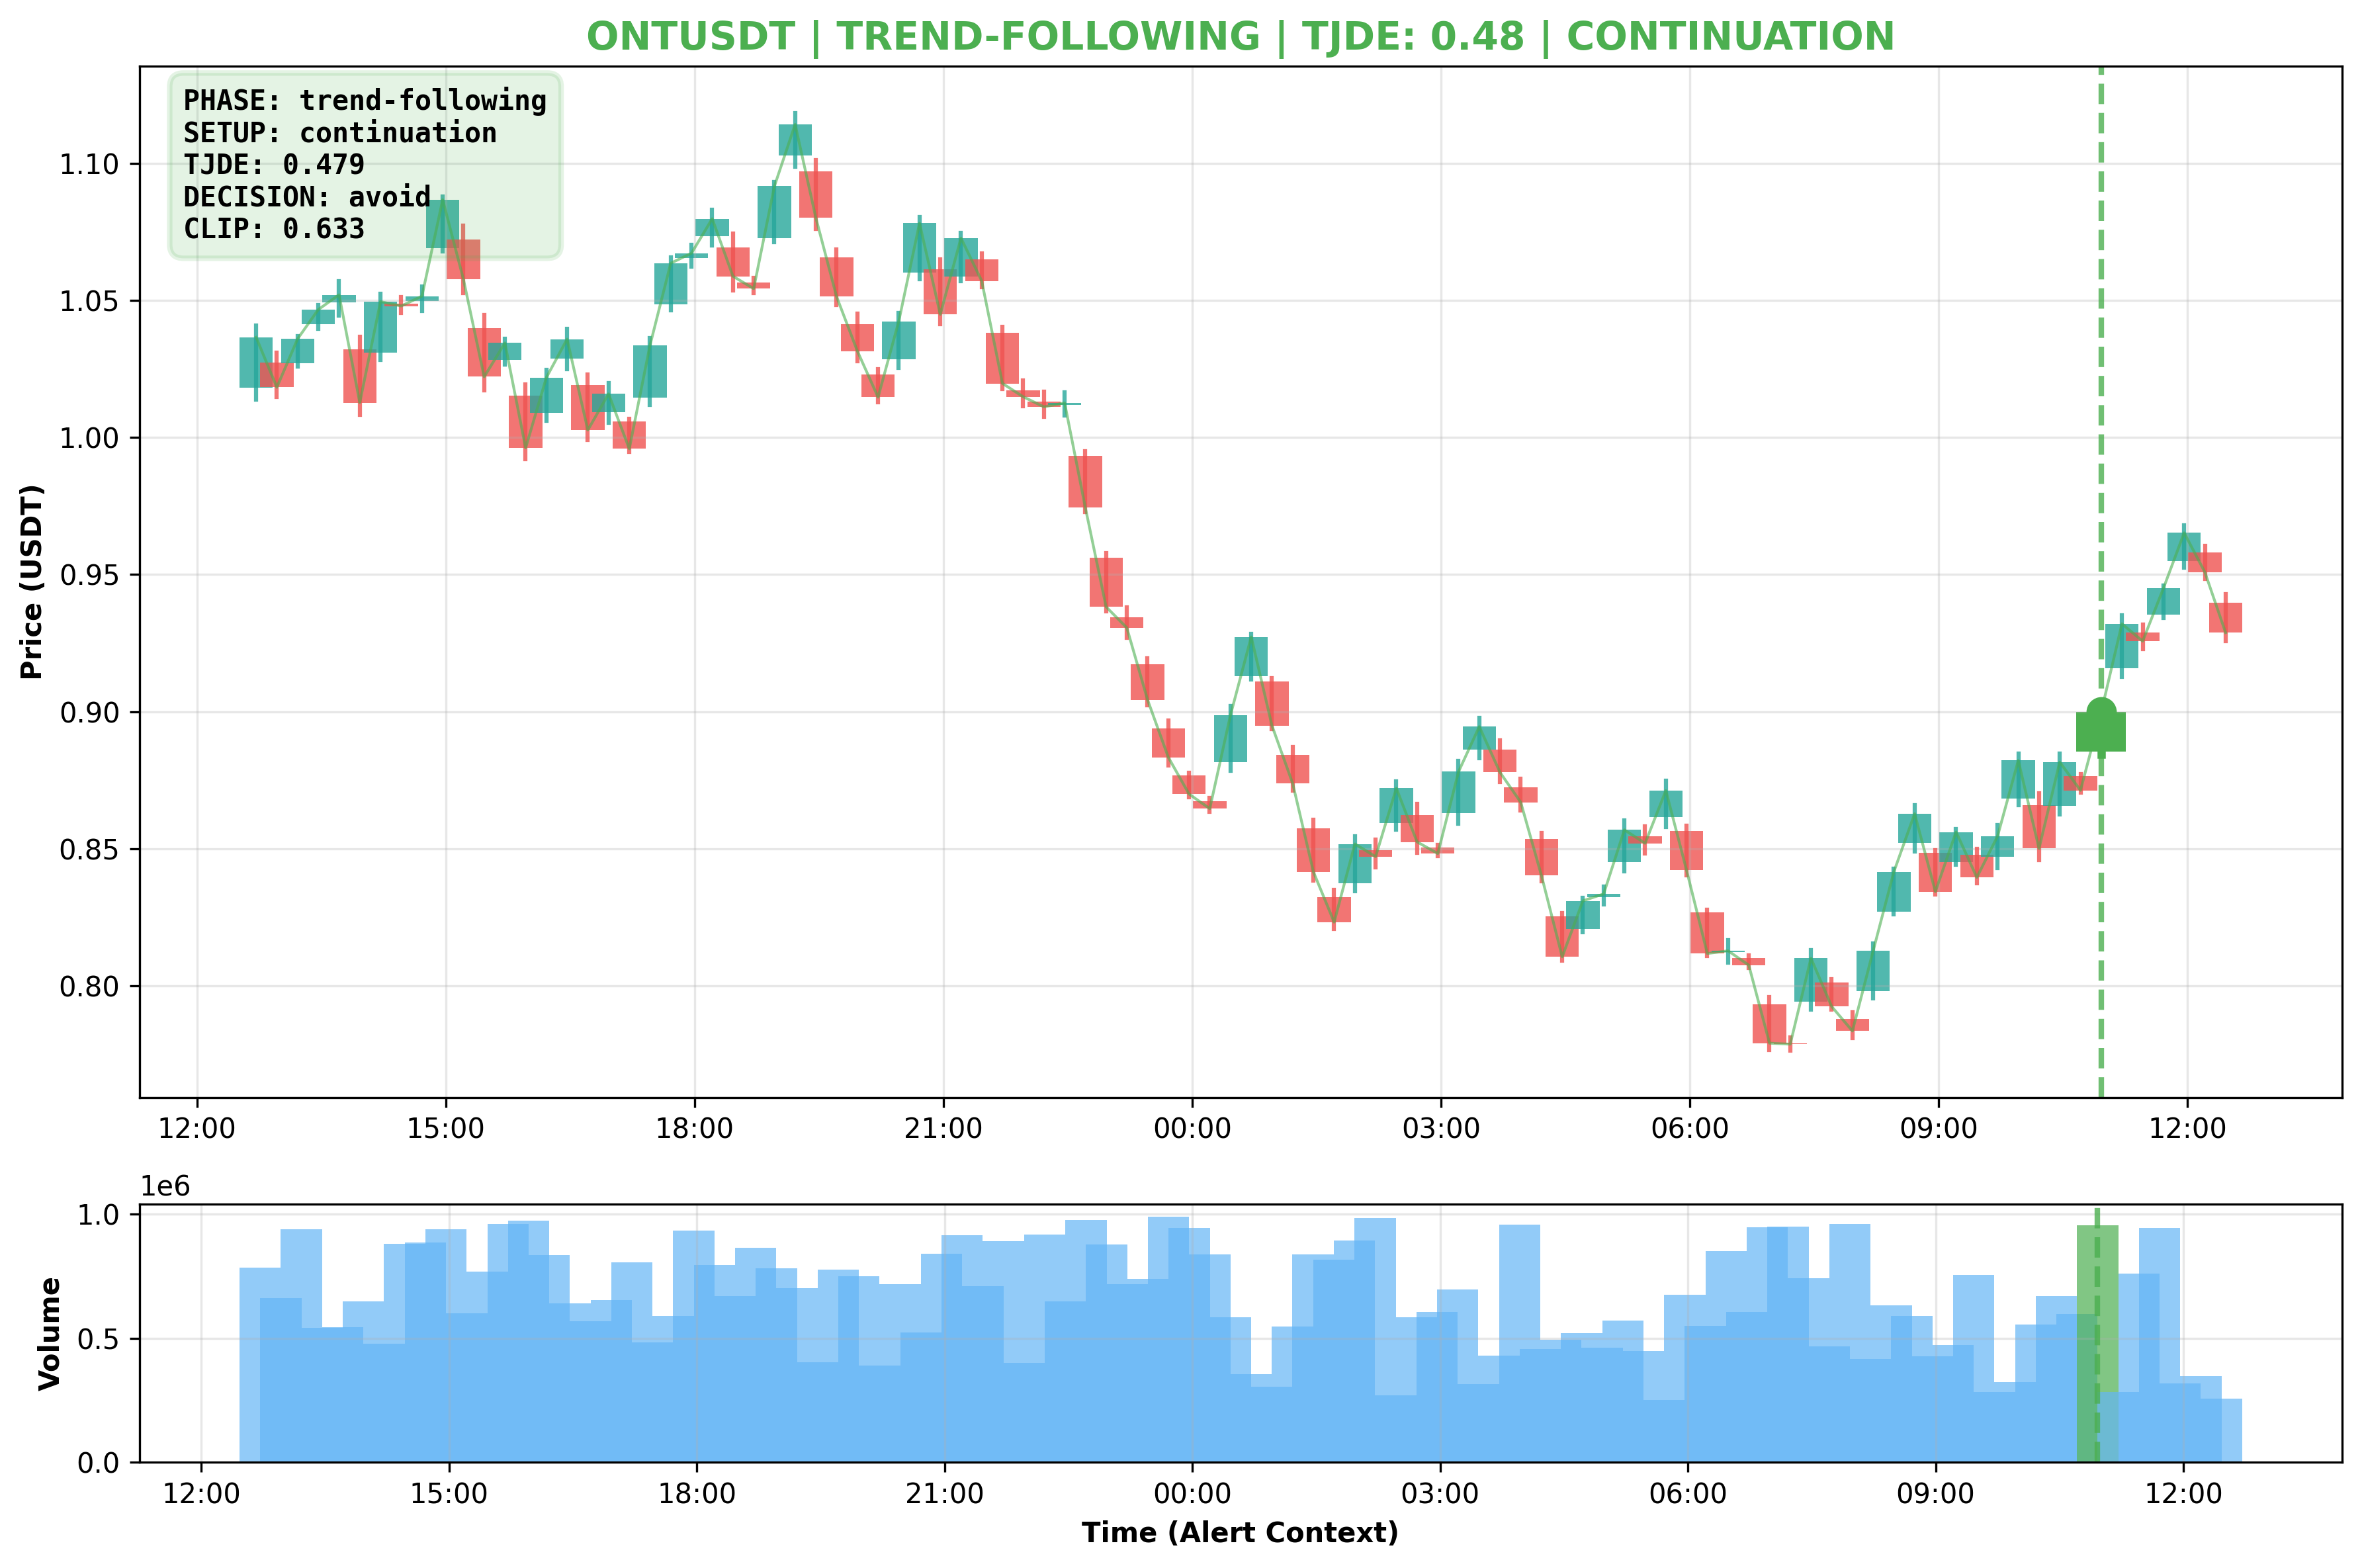 ONTUSDT | TREND-FOLLOWING | TJDE: 0.48 | CONTINUATION
PHASE: trend-following
SETUP: continuation
TJDE: 0.479
DECISION: avoid
CLIP: 0.633
Price (USDT)
1.10
1.05
1.00
0.95
0.90
0.85
0.80
12:00 15:00 18:00 21:00 00:00 03:00 06:00 09:00 12:00
1e6
Volume
1.0
0.5
0.0
12:00 15:00 18:00 21:00 00:00 03:00 06:00 09:00 12:00
Time (Alert Context)